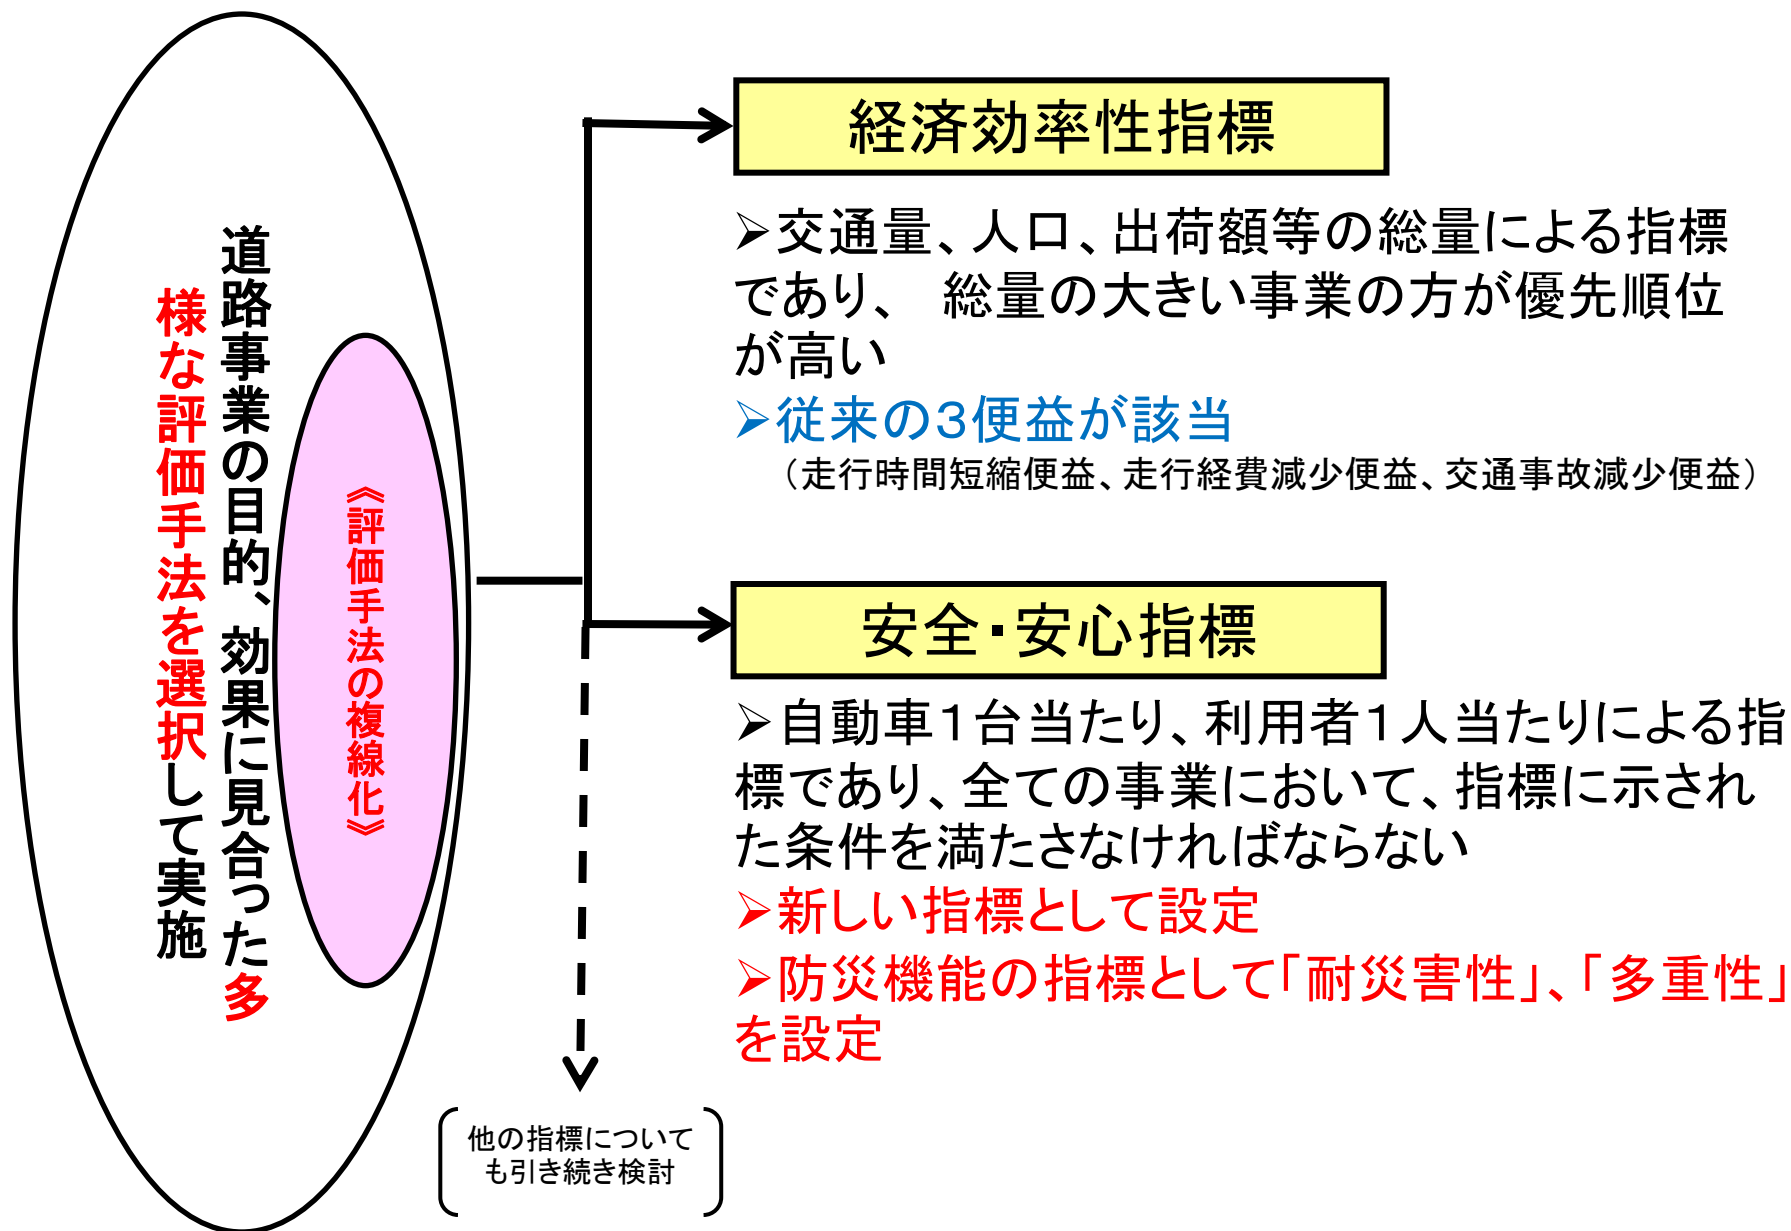 道路事業の目的、効果に見合った多
様な評価手法を選択して実施
《評価手法の複線化》
経済効率性指標
➢交通量、人口、出荷額等の総量による指標
であり、 総量の大きい事業の方が優先順位
が高い
➢従来の3便益が該当
（走行時間短縮便益、走行経費減少便益、交通事故減少便益）
安全・安心指標
➢自動車1台当たり、利用者1人当たりによる指
標であり、全ての事業において、指標に示され
た条件を満たさなければならない
➢新しい指標として設定
➢防災機能の指標として「耐災害性」、「多重性」
を設定
他の指標について
も引き続き検討